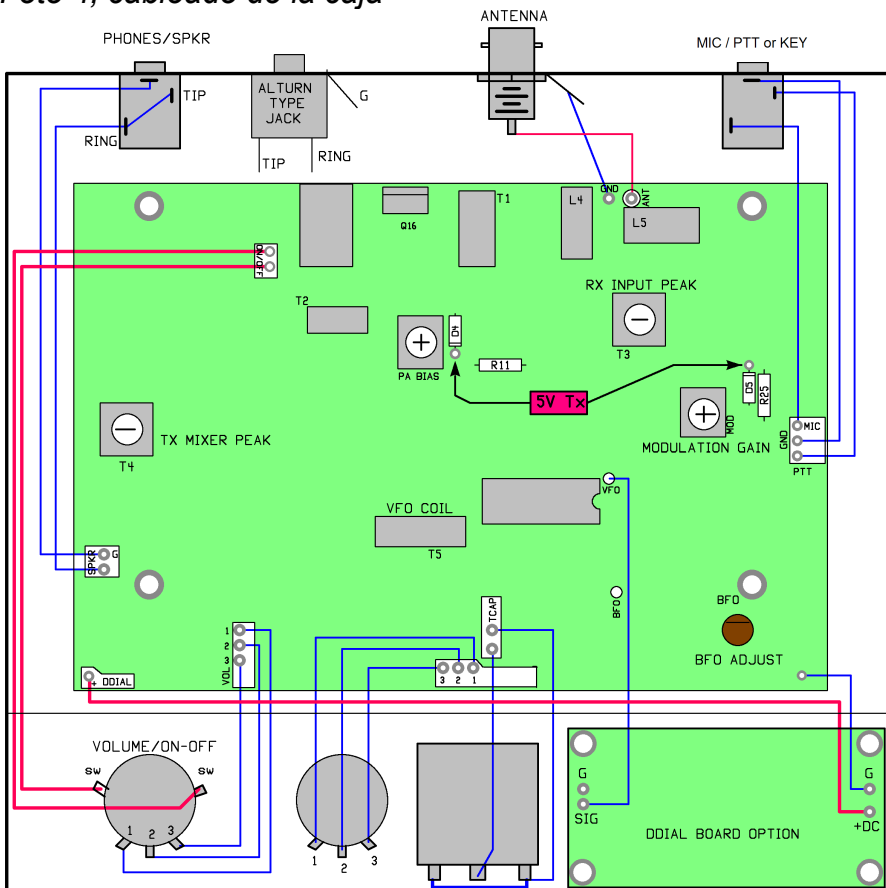 PHONES/SPKR
ANTENNA
MIC / PTT or KEY
TIP
RING
ALTURN
TYPE
JACK
G
TIP
RING
ON/OFF
Q16
T1
L4
GND
ANT
L5
T2
RX INPUT PEAK
T3
PA BIAS
D4
R11
5V Tx
D5
R25
MOD
MODULATION GAIN
TX MIXER PEAK
T4
MIC
GND
PTT
VFO
VFO COIL
T5
SPKR
G
BFO
BFO
BFO ADJUST
TCAP
1
2
3
VOL
3 2 1
+ DDIAL
VOLUME/ON-OFF
SW
SW
1
2
3
1
2
3
G
SIG
G
+DC
DDIAL BOARD OPTION